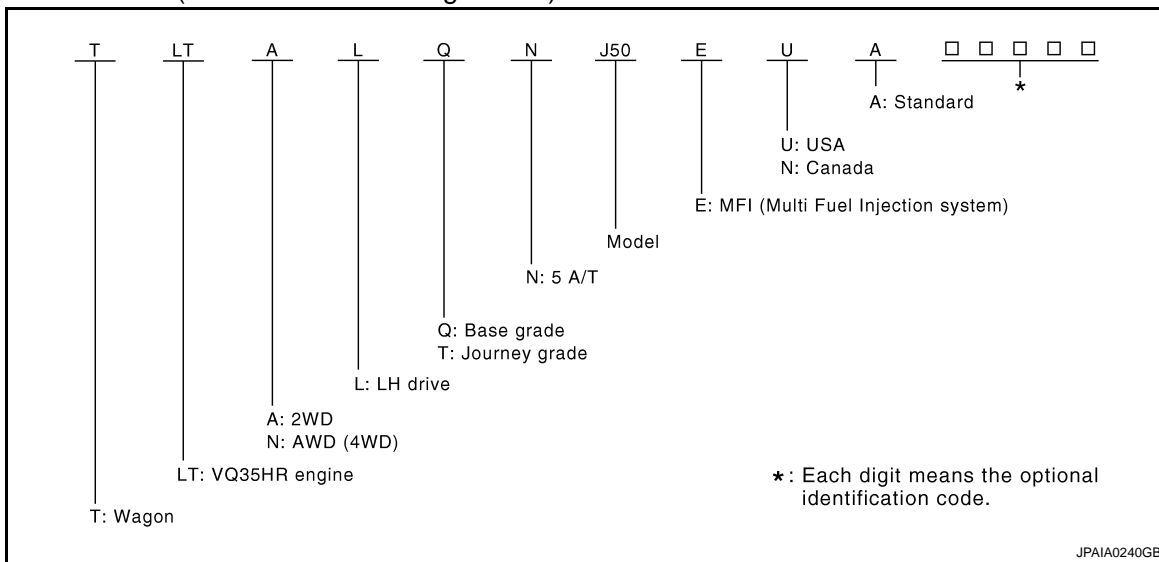 T LT A L Q N J50 E U A □ □ □ □ □
*
A: Standard
U: USA
N: Canada
E: MFI (Multi Fuel Injection system)
Model
N: 5 A/T
Q: Base grade
T: Journey grade
L: LH drive
A: 2WD
N: AWD (4WD)
LT: VQ35HR engine
*: Each digit means the optional
identification code.
T: Wagon
JPAIA0240GB